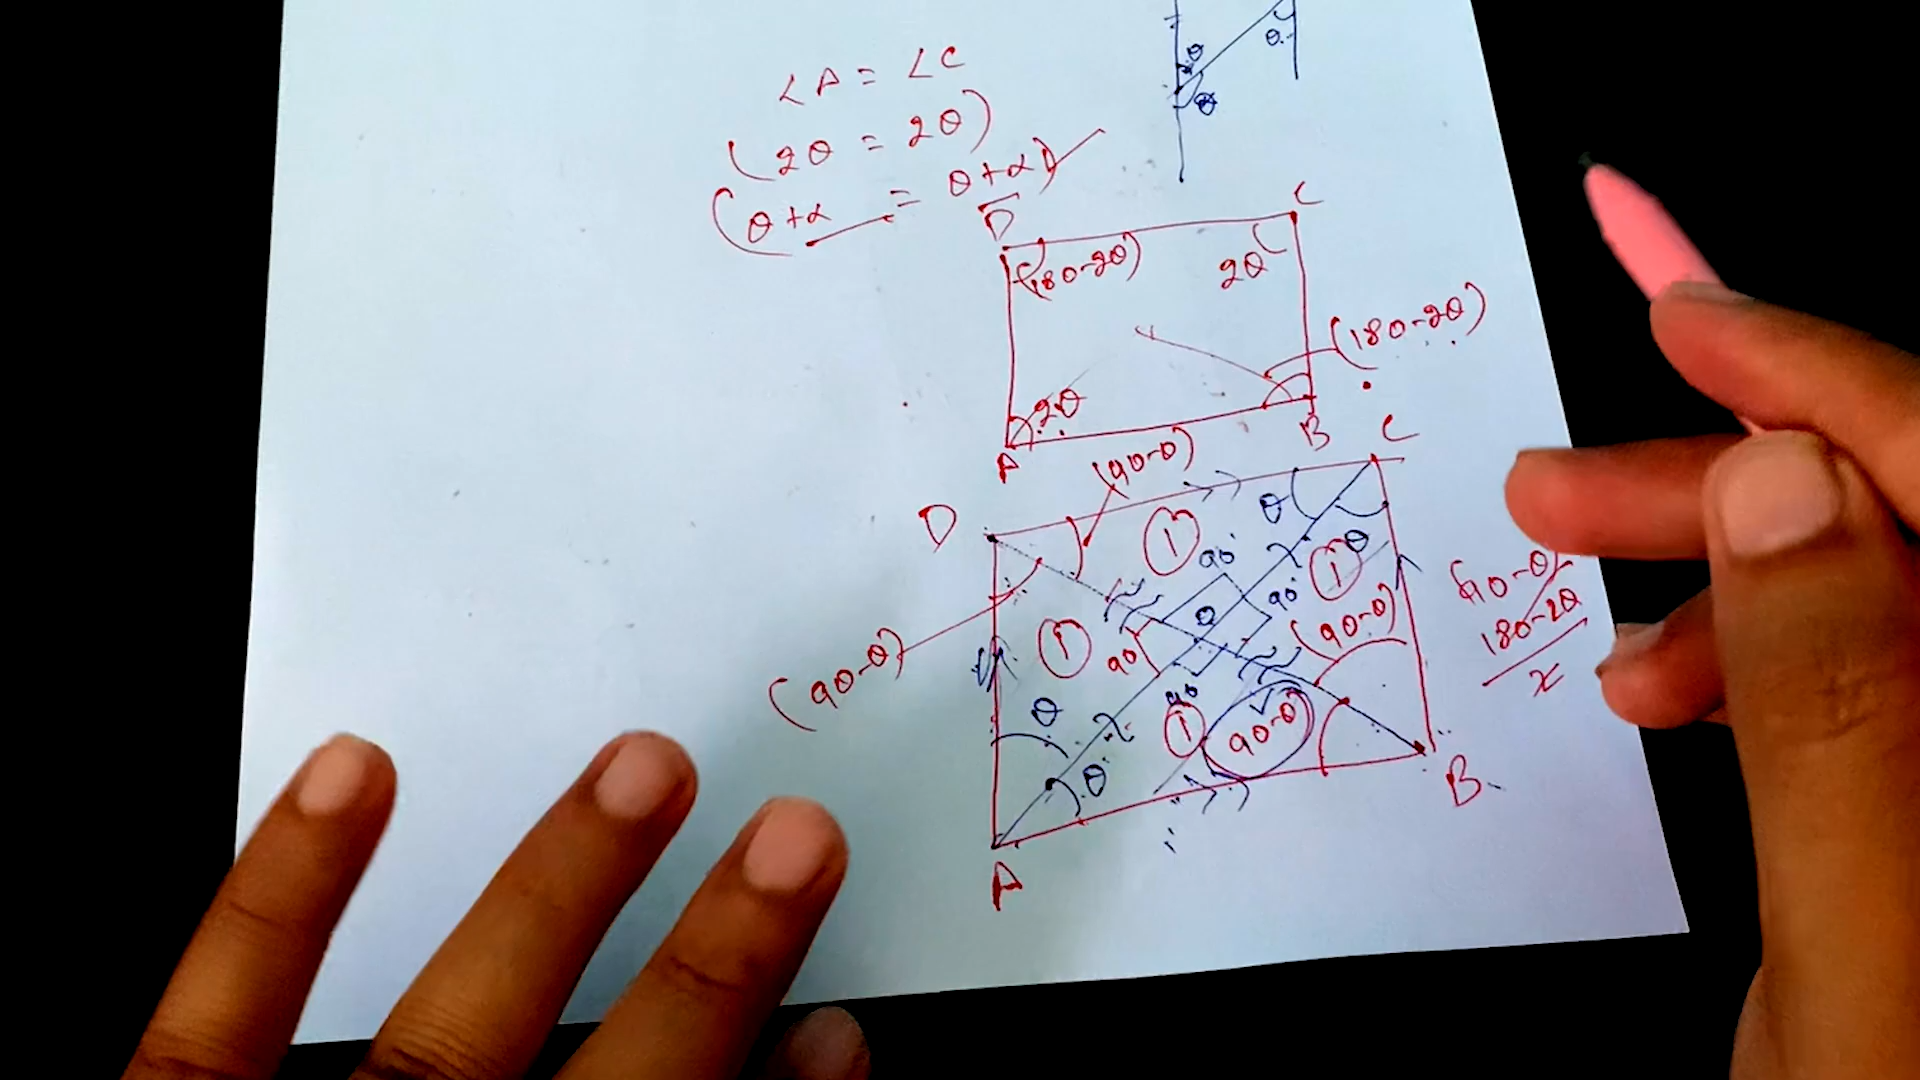 θ
θ
θ
∠A = ∠C
(2θ = 2θ)
(θ+α = θ+α)
D
C
(180-2θ)
2θ
(180-2θ)
2θ
A
B
(90-θ)
C
D
θ
1
90°
θ
1
90°
(90-θ)
180-2θ
x
(90-θ)
1
90
O
(90-θ)
90
θ
1
90-θ
θ
B
A